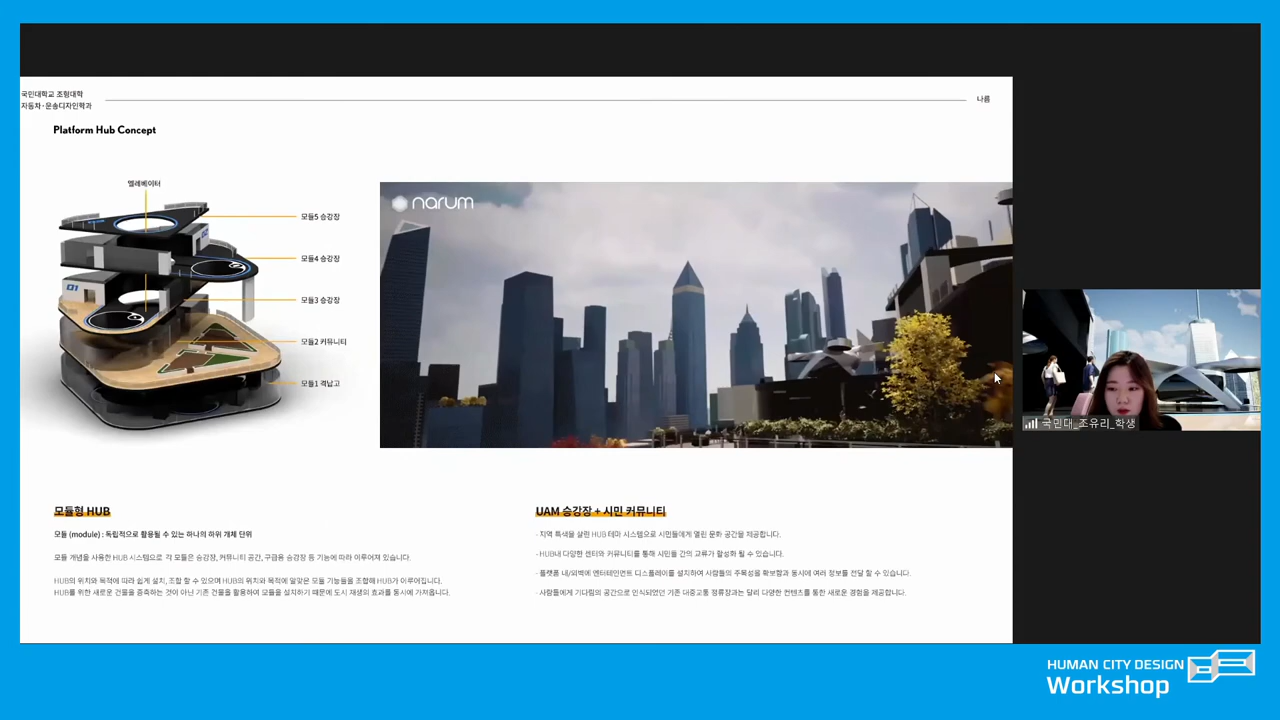 국민대학교 조형대학
자동차·운송디자인학과
나름
Platform Hub Concept
엘레베이터
모듈5 승강장
모듈4 승강장
모듈3 승강장
모듈2 커뮤니티
모듈1 격납고
01
narum
모듈형 HUB
모듈 (module) : 독립적으로 활용될 수 있는 하나의 하위 개체 단위
모듈 개념을 사용한 HUB 시스템으로 각 모듈은 승강장, 커뮤니티 공간, 구급용 승강장 등 기능에 따라 이루어져 있습니다.
HUB의 위치와 목적에 따라 쉽게 설치, 조합 할 수 있으며 HUB의 위치와 목적에 알맞은 모듈 기능들을 조합해 HUB가 이루어집니다.
HUB를 위한 새로운 건물을 증축하는 것이 아닌 기존 건물을 활용하여 모듈을 설치하기 때문에 도시 재생의 효과를 동시에 가져옵니다.
UAM 승강장 + 시민 커뮤니티
· 지역 특색을 살린 HUB 테마 시스템으로 시민들에게 열린 문화 공간을 제공합니다.
· HUB내 다양한 센터와 커뮤니티를 통해 시민들 간의 교류가 활성화 될 수 있습니다.
· 플랫폼 내/외벽에 엔터테인먼트 디스플레이를 설치하여 사람들의 주목성을 확보함과 동시에 여러 정보를 전달 할 수 있습니다.
· 사람들에게 기다림의 공간으로 인식되었던 기존 대중교통 정류장과는 달리 다양한 컨텐츠를 통한 새로운 경험을 제공합니다.
국민대_조유리_학생
HUMAN CITY DESIGN
Workshop